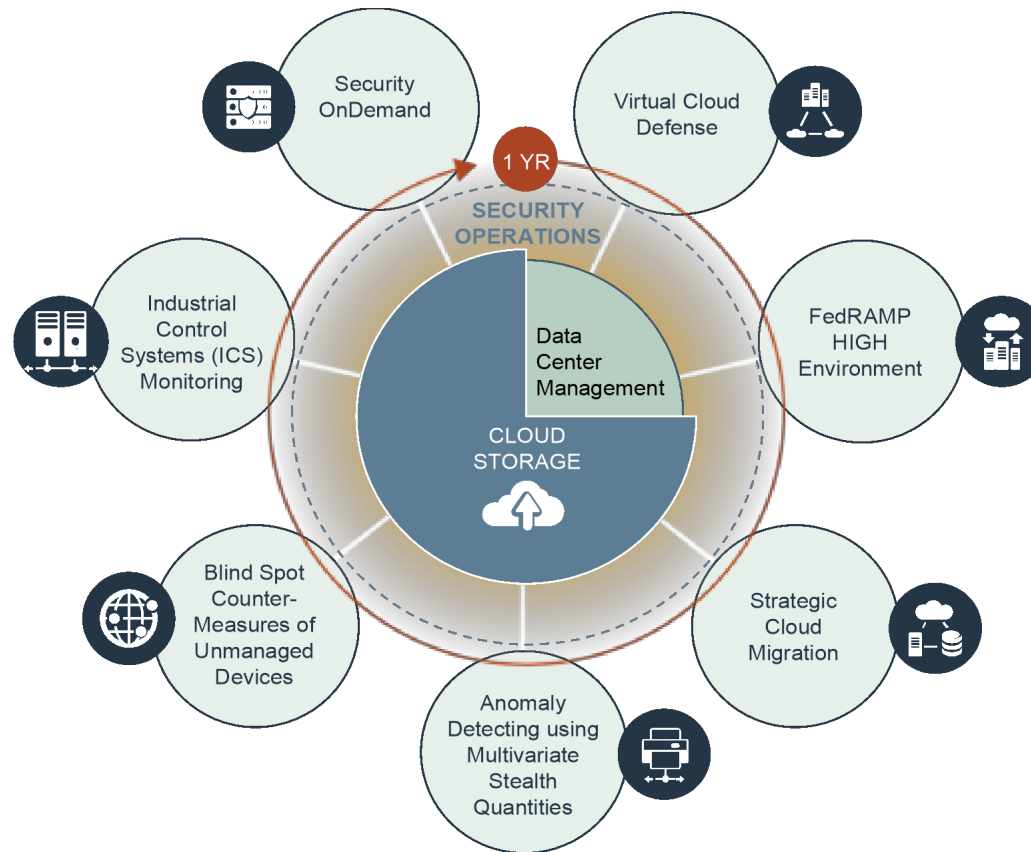 Security
OnDemand
Virtual Cloud
Defense
1 YR
SECURITY
OPERATIONS
Industrial
Control
Systems (ICS)
Monitoring
Data
Center
Management
FedRAMP
HIGH
Environment
CLOUD
STORAGE
Blind Spot
Counter-
Measures of
Unmanaged
Devices
Strategic
Cloud
Migration
Anomaly
Detecting using
Multivariate
Stealth
Quantities